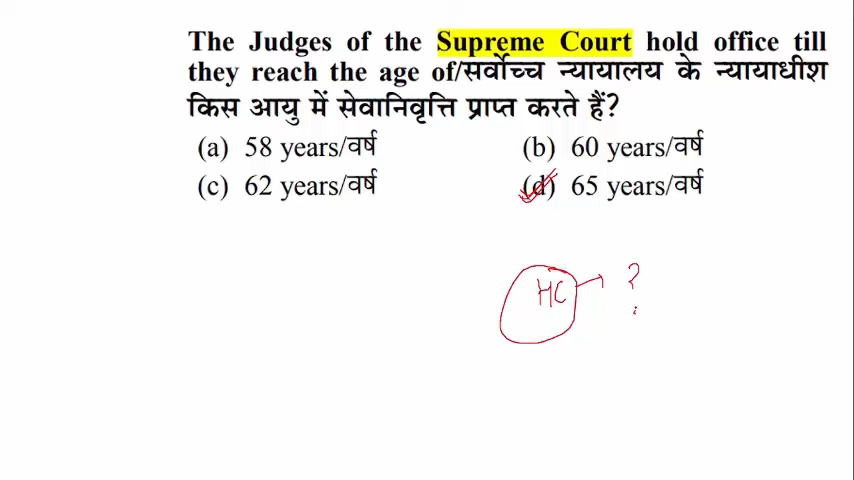 The Judges of the Supreme Court hold office till
they reach the age of/सर्वोच्च न्यायालय के न्यायाधीश
किस आयु में सेवानिवृत्ति प्राप्त करते हैं?
(a) 58 years/वर्ष (b) 60 years/वर्ष
(c) 62 years/वर्ष (d) 65 years/वर्ष
HC → ?